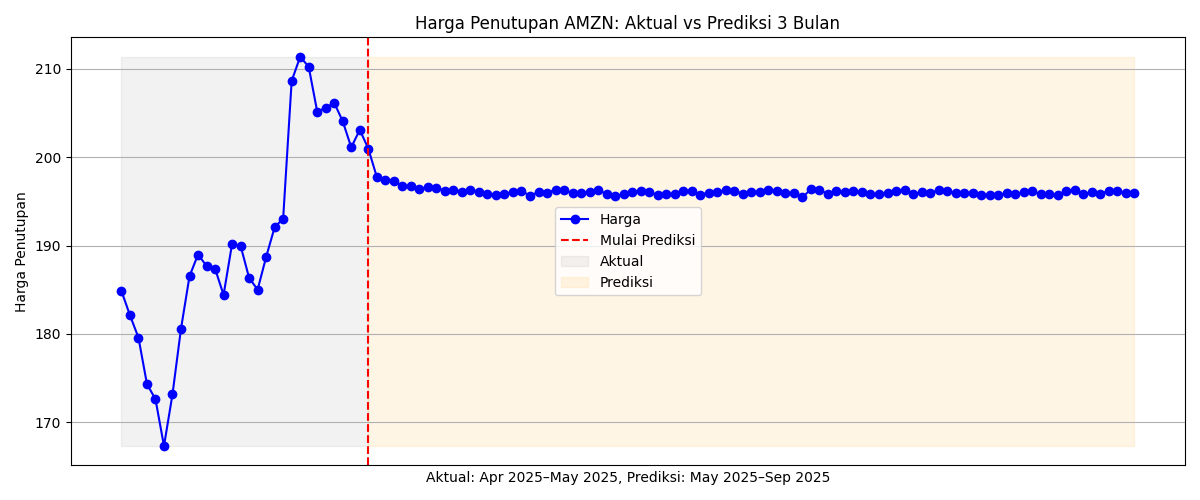 Harga Penutupan AMZN: Aktual vs Prediksi 3 Bulan
Harga Penutupan
210
200
190
180
170
Harga
Mulai Prediksi
Aktual
Prediksi
Aktual: Apr 2025–May 2025, Prediksi: May 2025–Sep 2025